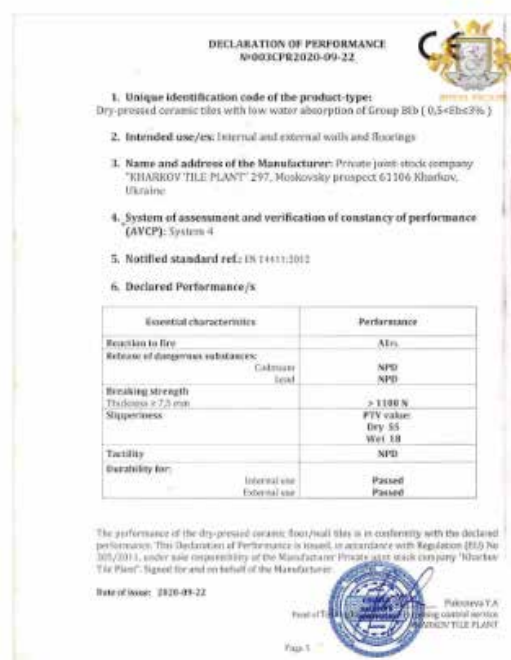 DECLARATION OF PERFORMANCE
№003CPR2020-09-22
CE
1. Unique identification code of the product-type:
Dry-pressed ceramic tiles with low water absorption of Group BIb ( 0,5<Eb≤3% )
2. Intended use/es: Internal and external walls and floorings
3. Name and address of the Manufacturer: Private joint-stock company
"KHARKOV TILE PLANT" 297, Moskovsky prospect 61106 Kharkov,
Ukraine
4. System of assessment and verification of constancy of performance
(AVCP): System 4
5. Notified standard ref.: EN 14411:2012
6. Declared Performance/s
Essential characteristics Performance
Reaction to fire
Release of dangerous substances:
Cadmium NPD
Lead NPD
Breaking strength
Thickness ≥ 7,5 mm > 1100 N
Slipperiness PTV value:
Dry 55
Wet 18
Tactility NPD
Durability for:
Internal use Passed
External use Passed
The performance of the dry-pressed ceramic floor/wall tiles is in conformity with the declared
performance. This Declaration of Performance is issued, in accordance with Regulation (EU) No
305/2011, under sole responsibility of the Manufacturer Private joint stock company "Kharkov
Tile Plant". Signed for and on behalf of the Manufacturer:
Date of issue: 2020-09-22
Y.A
Head of control service
KHARKOV TILE PLANT
Page 1